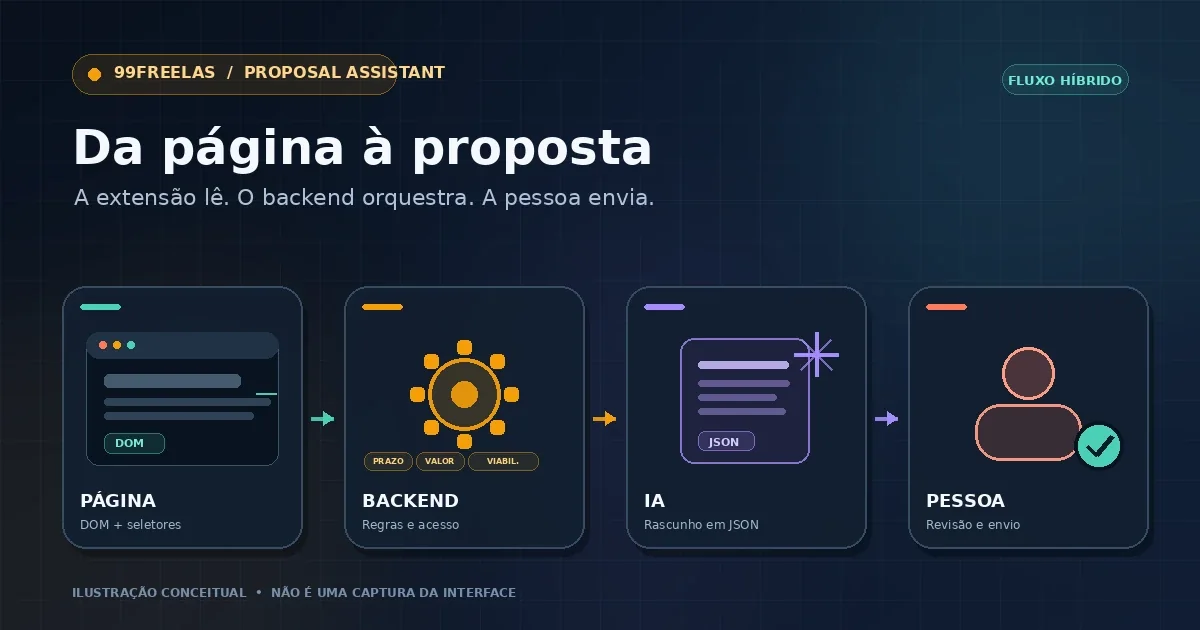 99FREELAS / PROPOSAL ASSISTANT
FLUXO HÍBRIDO
Da página à proposta
A extensão lê. O backend orquestra. A pessoa envia.
DOM
PÁGINA
DOM + seletores
PRAZO
VALOR
VIABIL.
BACKEND
Regras e acesso
JSON
IA
Rascunho em JSON
PESSOA
Revisão e envio
ILUSTRAÇÃO CONCEITUAL • NÃO É UMA CAPTURA DA INTERFACE